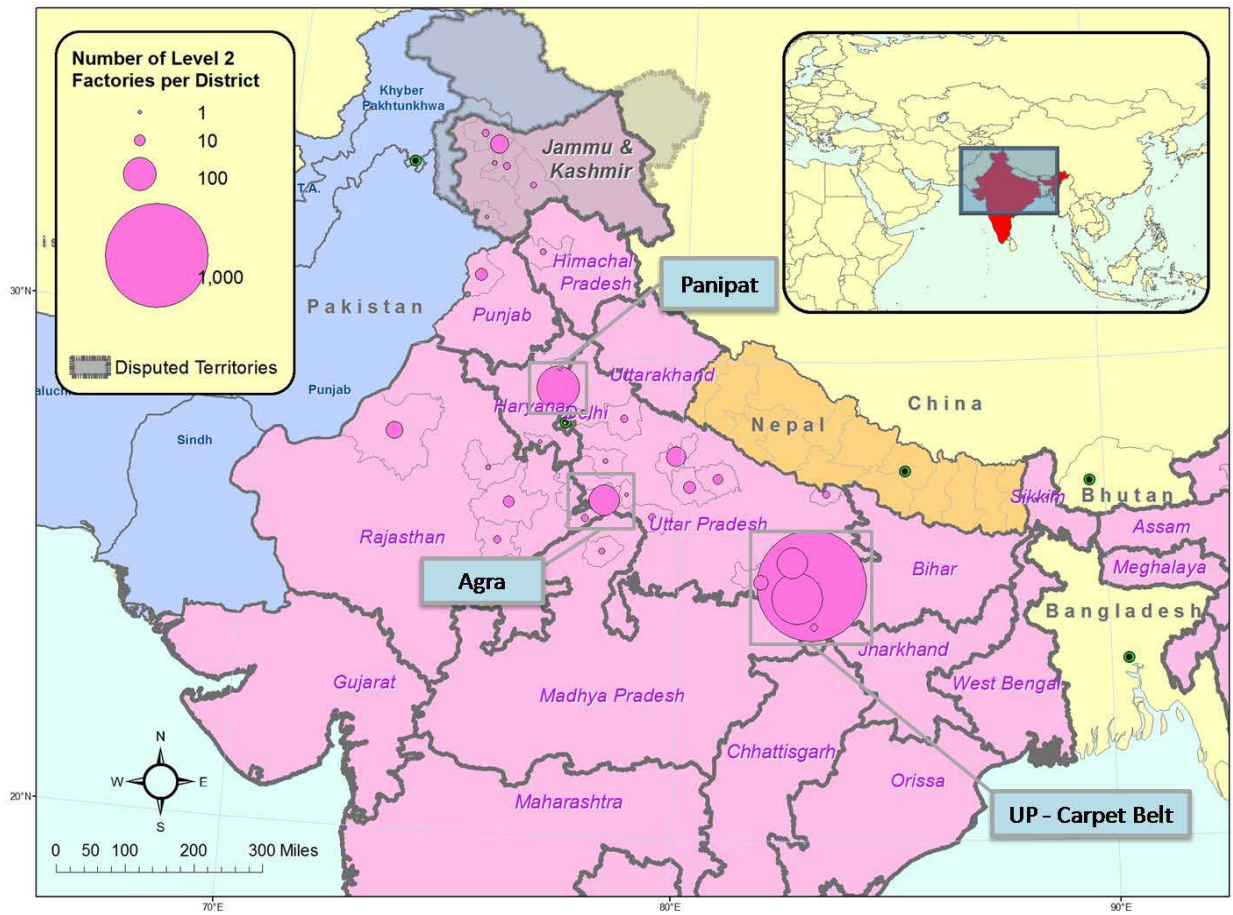 Number of Level 2
Factories per District
1
10
100
1,000
Disputed Territories
Khyber
Pakhtunkhwa
T.A.
Jammu &
Kashmir
Himachal
Pradesh
Panipat
30°N
Pakistan
Punjab
Punjab
Uttarakhand
Haryana
Delhi
Nepal
China
Sindh
Sikkim
Bhutan
Assam
Rajasthan
Uttar Pradesh
Bihar
Meghalaya
Agra
Bangladesh
Jharkhand
West Bengal
Gujarat
Madhya Pradesh
Chhattisgarh
Orissa
N
W
E
S
20°N
Maharashtra
UP - Carpet Belt
0 50 100 200 300 Miles
70°E
80°E
90°E